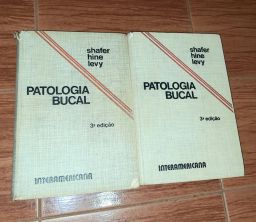 shafer
hine
levy
PATOLOGIA
BUCAL
3ª edição
INTERAMERICANA
shafer
hine
levy
PATOLOGIA
BUCAL
3ª edição
INTERAMERICANA